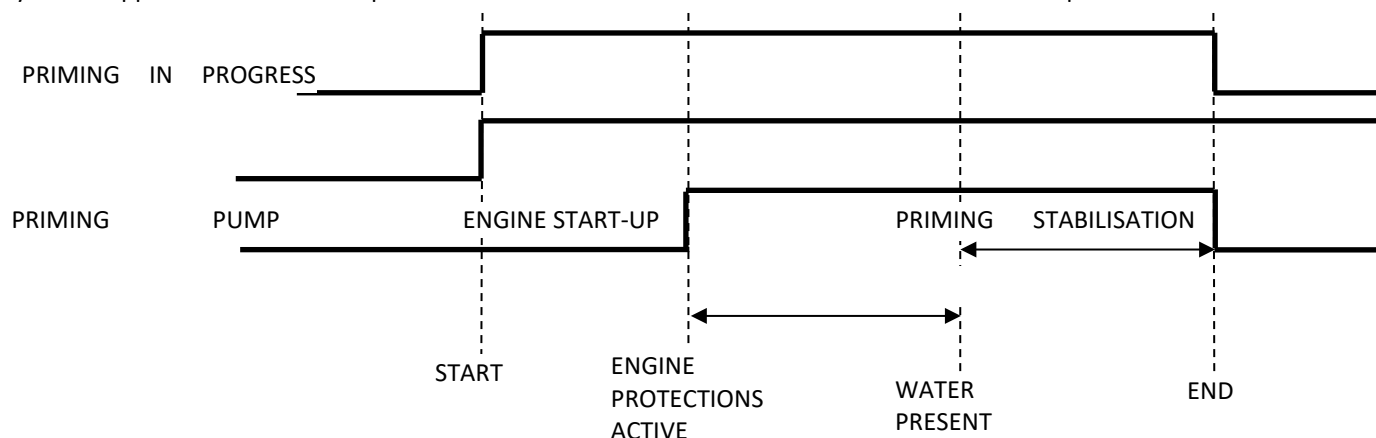 PRIMING IN PROGRESS
PRIMING PUMP ENGINE START-UP PRIMING STABILISATION
START
ENGINE
PROTECTIONS
ACTIVE
WATER
PRESENT
END